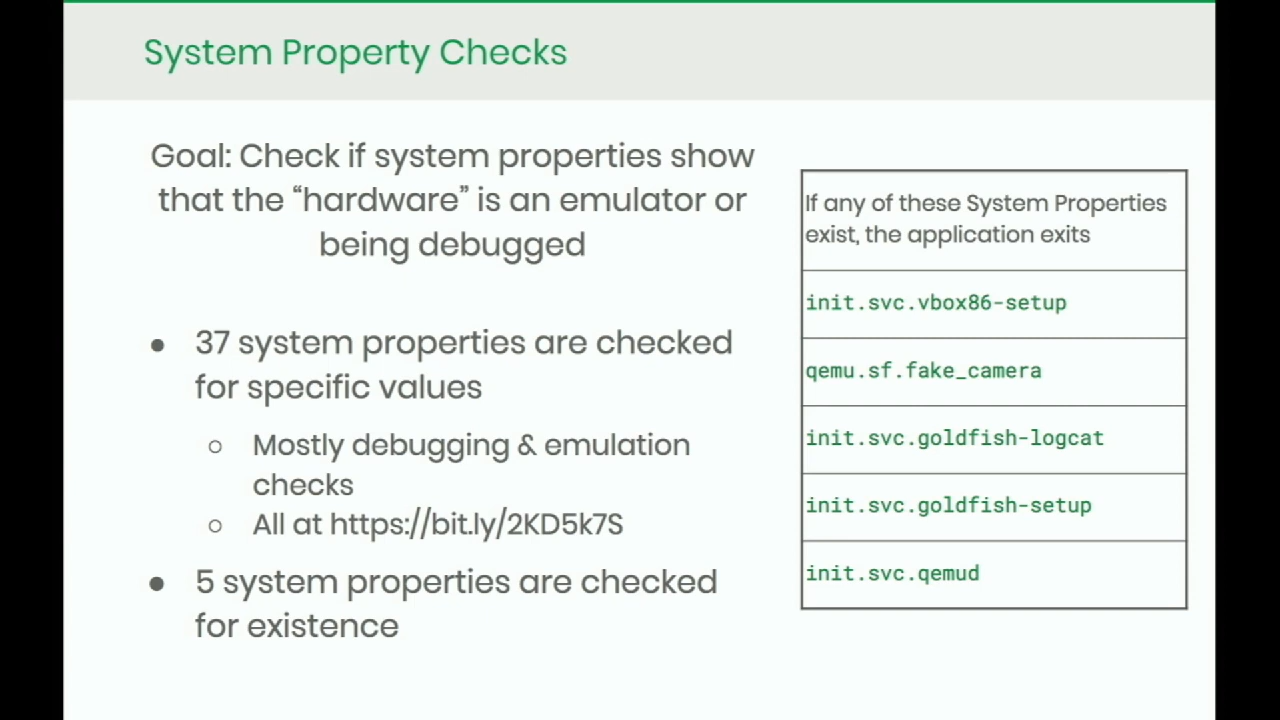 System Property Checks
Goal: Check if system properties show
that the “hardware” is an emulator or
being debugged
● 37 system properties are checked
for specific values
○ Mostly debugging & emulation
checks
○ All at https://bit.ly/2KD5k7S
● 5 system properties are checked
for existence
If any of these System Properties
exist, the application exits
init.svc.vbox86-setup
qemu.sf.fake_camera
init.svc.goldfish-logcat
init.svc.goldfish-setup
init.svc.qemud